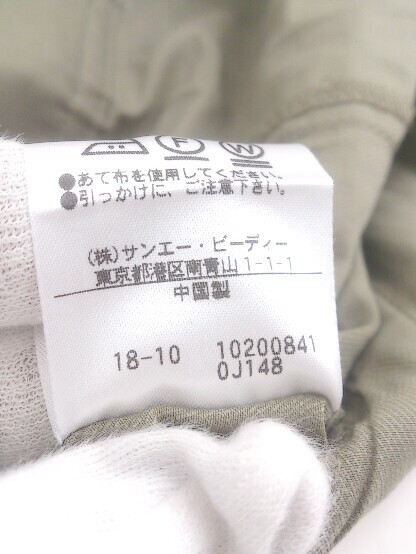 F W
●あて布を使用してください。
●引っかけに、ご注意下さい。
(株)サンエー・ビーディー
東京都港区南青山1-1-1
中国製
18-10 10200841
0J148